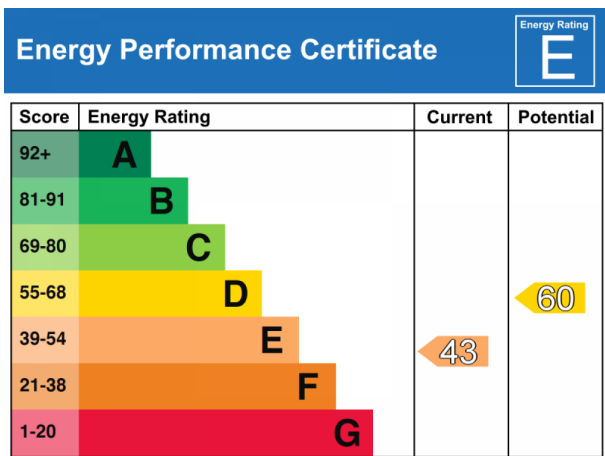 Energy Performance Certificate
Energy Rating
E
Score Energy Rating Current Potential
92+ A
81-91 B
69-80 C
55-68 D 60
39-54 E 43
21-38 F
1-20 G